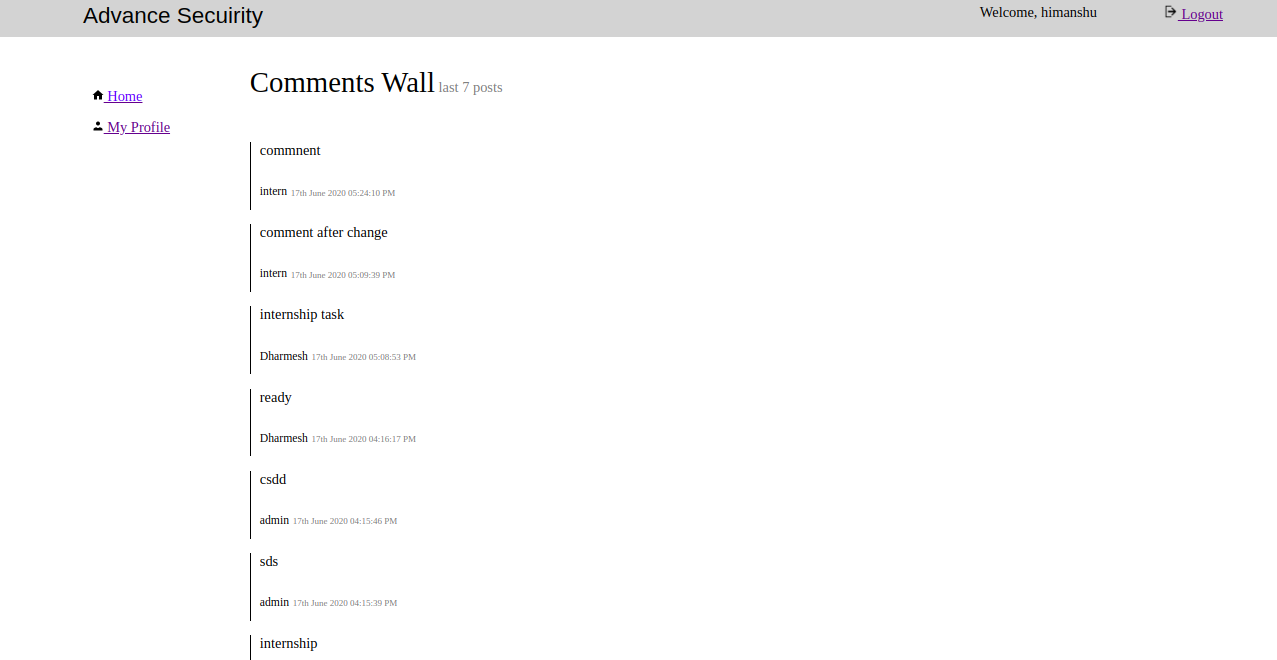 Advance Secuirity
Welcome, himanshu
Logout
Home
My Profile
Comments Wall last 7 posts
commnent
intern 17th June 2020 05:24:10 PM
comment after change
intern 17th June 2020 05:09:39 PM
internship task
Dharmesh 17th June 2020 05:08:53 PM
ready
Dharmesh 17th June 2020 04:16:17 PM
csdd
admin 17th June 2020 04:15:46 PM
sds
admin 17th June 2020 04:15:39 PM
internship